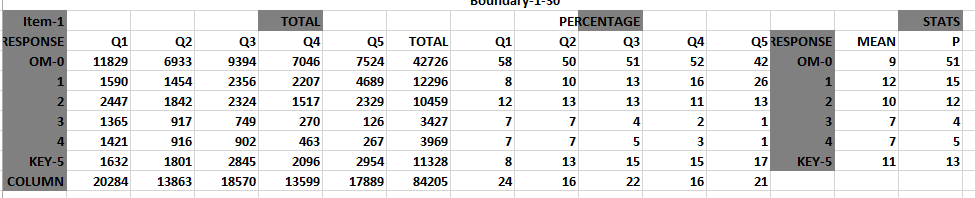 Boundary-1-30
Item-1 TOTAL PERCENTAGE STATS
RESPONSE Q1 Q2 Q3 Q4 Q5 TOTAL Q1 Q2 Q3 Q4 Q5 RESPONSE MEAN P
OM-0 11829 6933 9394 7046 7524 42726 58 50 51 52 42 OM-0 9 51
1 1590 1454 2356 2207 4689 12296 8 10 13 16 26 1 12 15
2 2447 1842 2324 1517 2329 10459 12 13 13 11 13 2 10 12
3 1365 917 749 270 126 3427 7 7 4 2 1 3 7 4
4 1421 916 902 463 267 3969 7 7 5 3 1 4 7 5
KEY-5 1632 1801 2845 2096 2954 11328 8 13 15 15 17 KEY-5 11 13
COLUMN 20284 13863 18570 13599 17889 84205 24 16 22 16 21